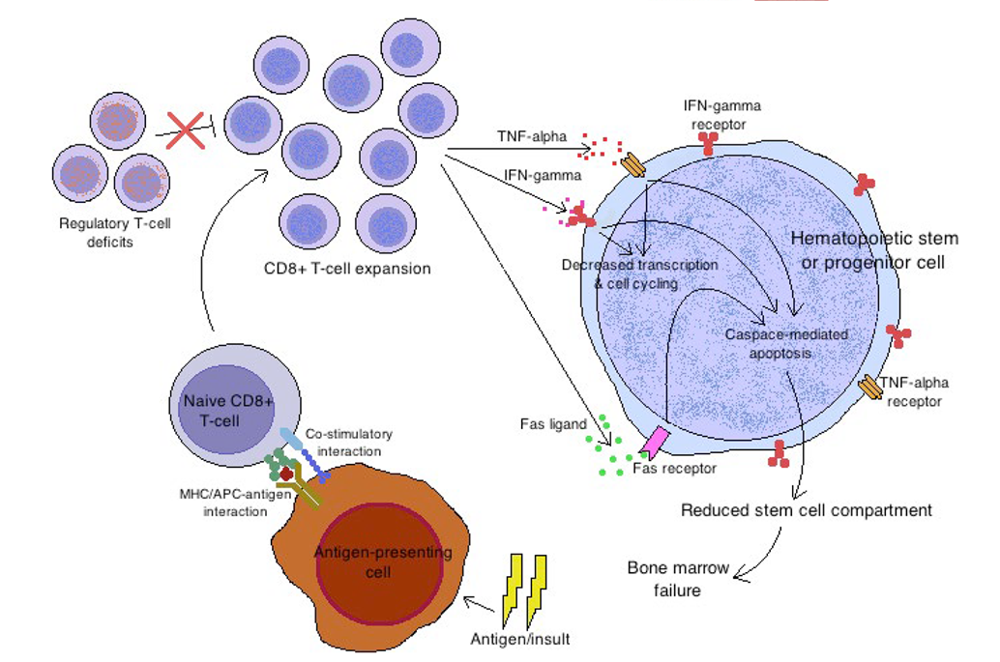 IFN-gamma
receptor
TNF-alpha
IFN-gamma
Regulatory T-cell
deficits
CD8+ T-cell expansion
Hematopoietic stem
or progenitor cell
Decreased transcription
& cell cycling
Caspace-mediated
apoptosis
TNF-alpha
receptor
Naive CD8+
T-cell
Co-stimulatory
interaction
Fas ligand
Fas receptor
MHC/APC-antigen
interaction
Reduced stem cell compartment
Antigen-presenting
cell
Bone marrow
failure
Antigen/insult